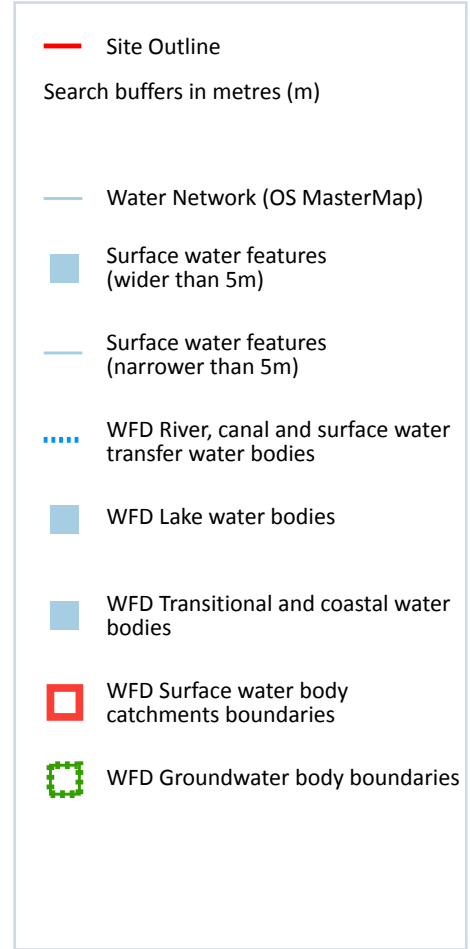 Site Outline
Search buffers in metres (m)
Water Network (OS MasterMap)
Surface water features
(wider than 5m)
Surface water features
(narrower than 5m)
WFD River, canal and surface water
transfer water bodies
WFD Lake water bodies
WFD Transitional and coastal water
bodies
WFD Surface water body
catchments boundaries
WFD Groundwater body boundaries